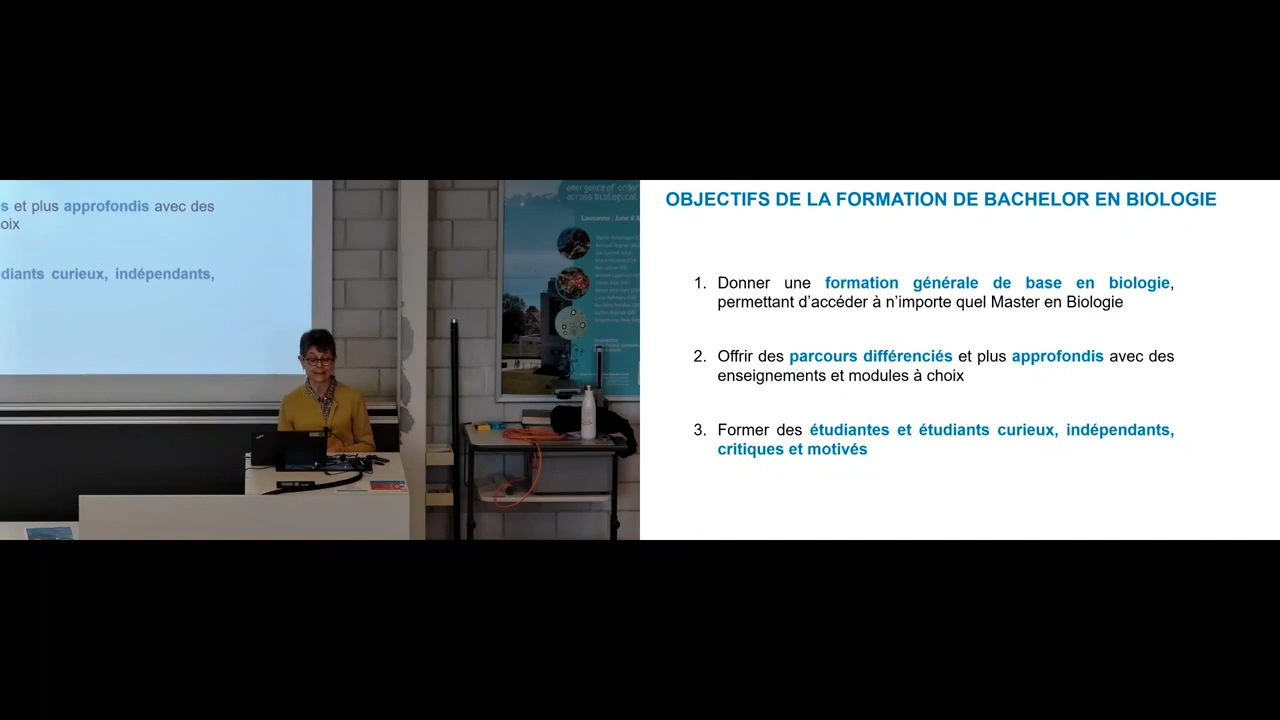 s et plus approfondis avec des
oix
diants curieux, indépendants,
emergence of order
across biological
Lausanne : June 8
OBJECTIFS DE LA FORMATION DE BACHELOR EN BIOLOGIE
1. Donner une formation générale de base en biologie,
permettant d’accéder à n’importe quel Master en Biologie
2. Offrir des parcours différenciés et plus approfondis avec des
enseignements et modules à choix
3. Former des étudiantes et étudiants curieux, indépendants,
critiques et motivés